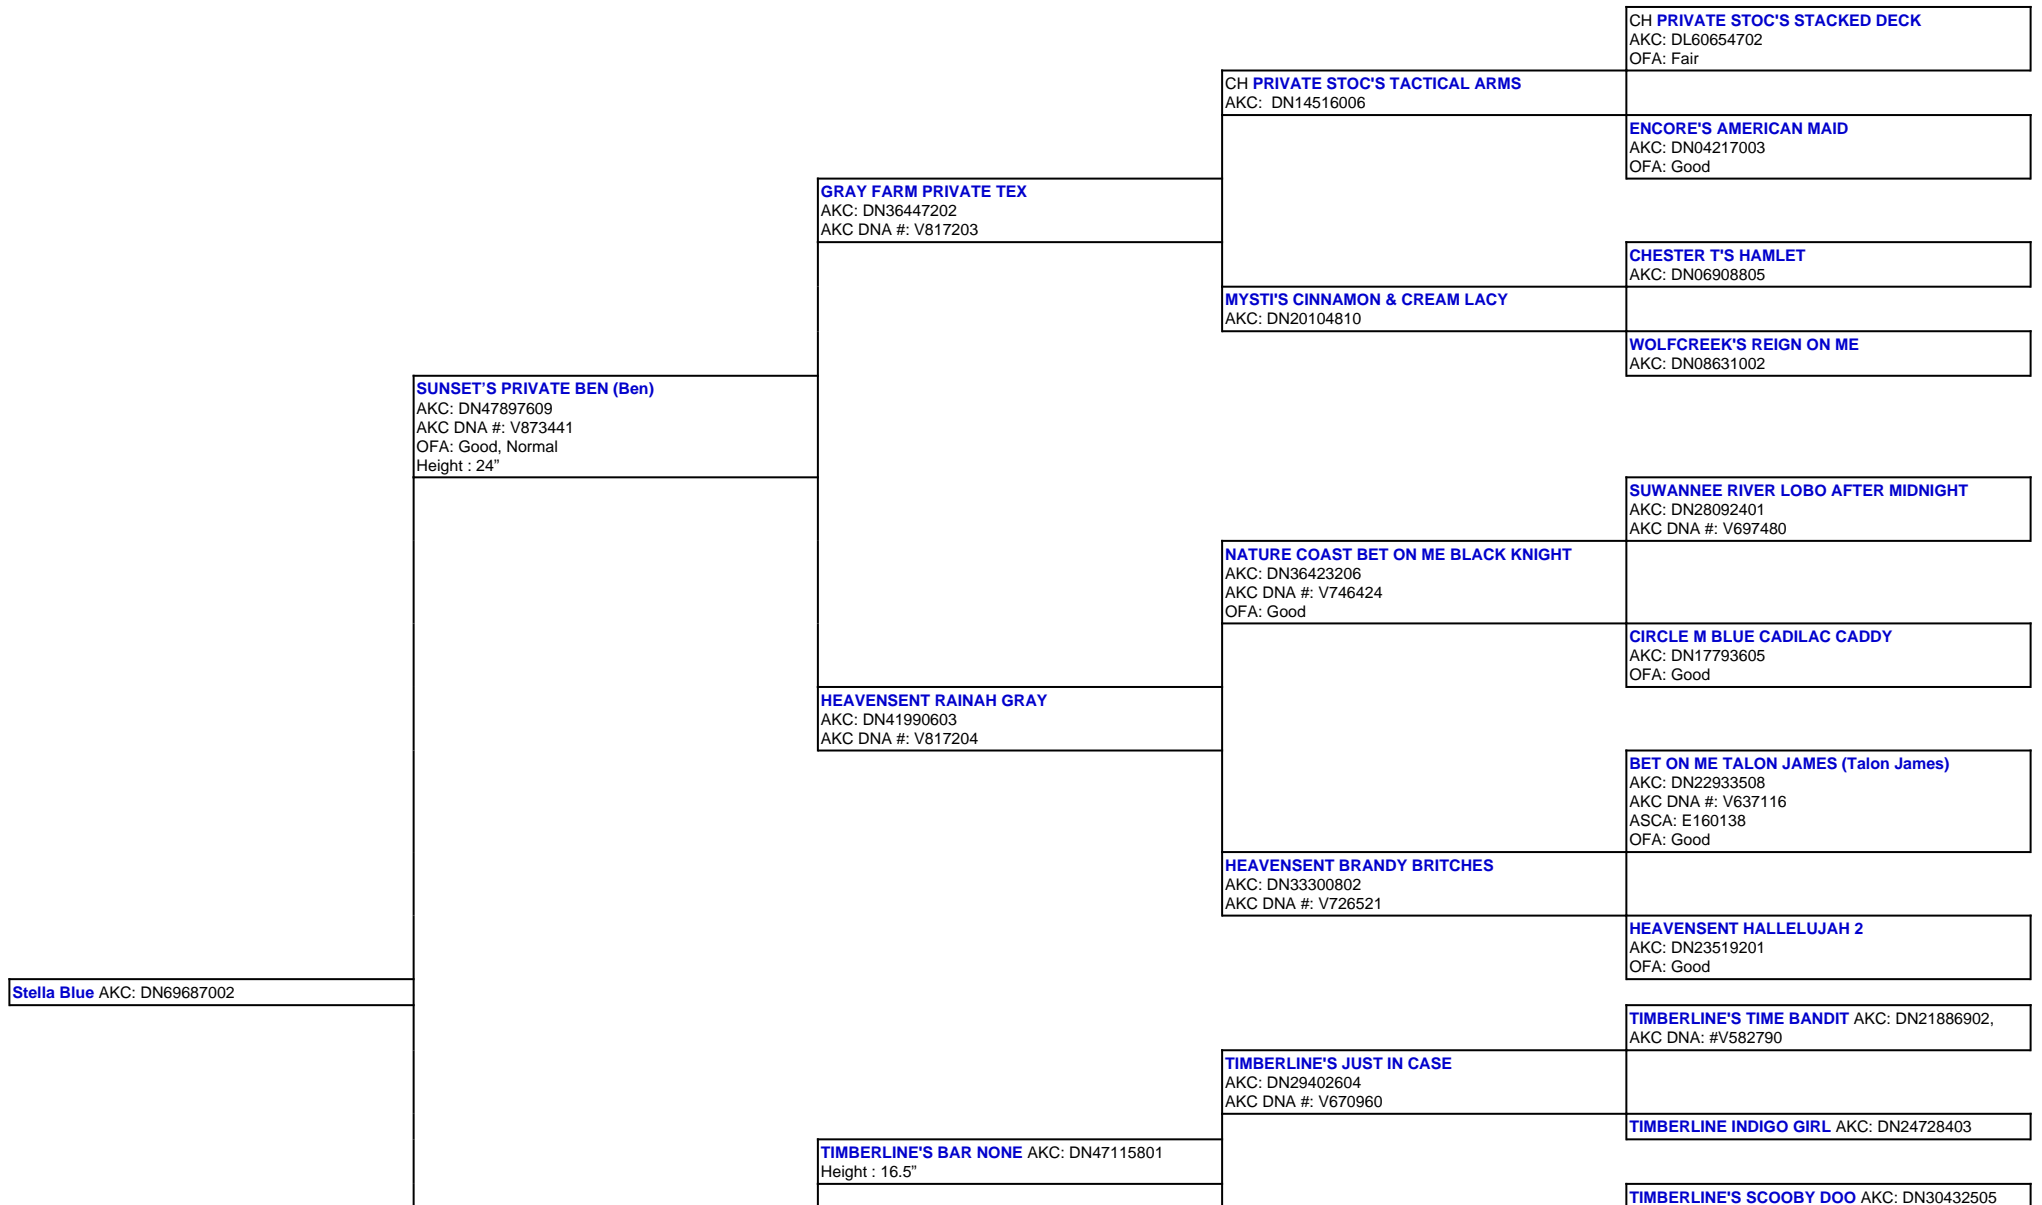 CH PRIVATE STOC'S STACKED DECK
AKC: DL60654702
OFA: Fair
CH PRIVATE STOC'S TACTICAL ARMS
AKC: DN14516006
ENCORE'S AMERICAN MAID
AKC: DN04217003
OFA: Good
GRAY FARM PRIVATE TEX
AKC: DN36447202
AKC DNA #: V817203
CHESTER T'S HAMLET
AKC: DN06908805
MYSTI'S CINNAMON & CREAM LACY
AKC: DN20104810
WOLFCREEK'S REIGN ON ME
AKC: DN08631002
SUNSET’S PRIVATE BEN (Ben)
AKC: DN47897609
AKC DNA #: V873441
OFA: Good, Normal
Height : 24”
SUWANNEE RIVER LOBO AFTER MIDNIGHT
AKC: DN28092401
AKC DNA #: V697480
NATURE COAST BET ON ME BLACK KNIGHT
AKC: DN36423206
AKC DNA #: V746424
OFA: Good
CIRCLE M BLUE CADILAC CADDY
AKC: DN17793605
OFA: Good
HEAVENSENT RAINAH GRAY
AKC: DN41990603
AKC DNA #: V817204
BET ON ME TALON JAMES (Talon James)
AKC: DN22933508
AKC DNA #: V637116
ASCA: E160138
OFA: Good
HEAVENSENT BRANDY BRITCHES
AKC: DN33300802
AKC DNA #: V726521
HEAVENSENT HALLELUJAH 2
AKC: DN23519201
OFA: Good
Stella Blue AKC: DN69687002
TIMBERLINE'S TIME BANDIT AKC: DN21886902,
AKC DNA: #V582790
TIMBERLINE'S JUST IN CASE
AKC: DN29402604
AKC DNA #: V670960
TIMBERLINE INDIGO GIRL AKC: DN24728403
TIMBERLINE'S BAR NONE AKC: DN47115801
Height : 16.5”
TIMBERLINE'S SCOOBY DOO AKC: DN30432505